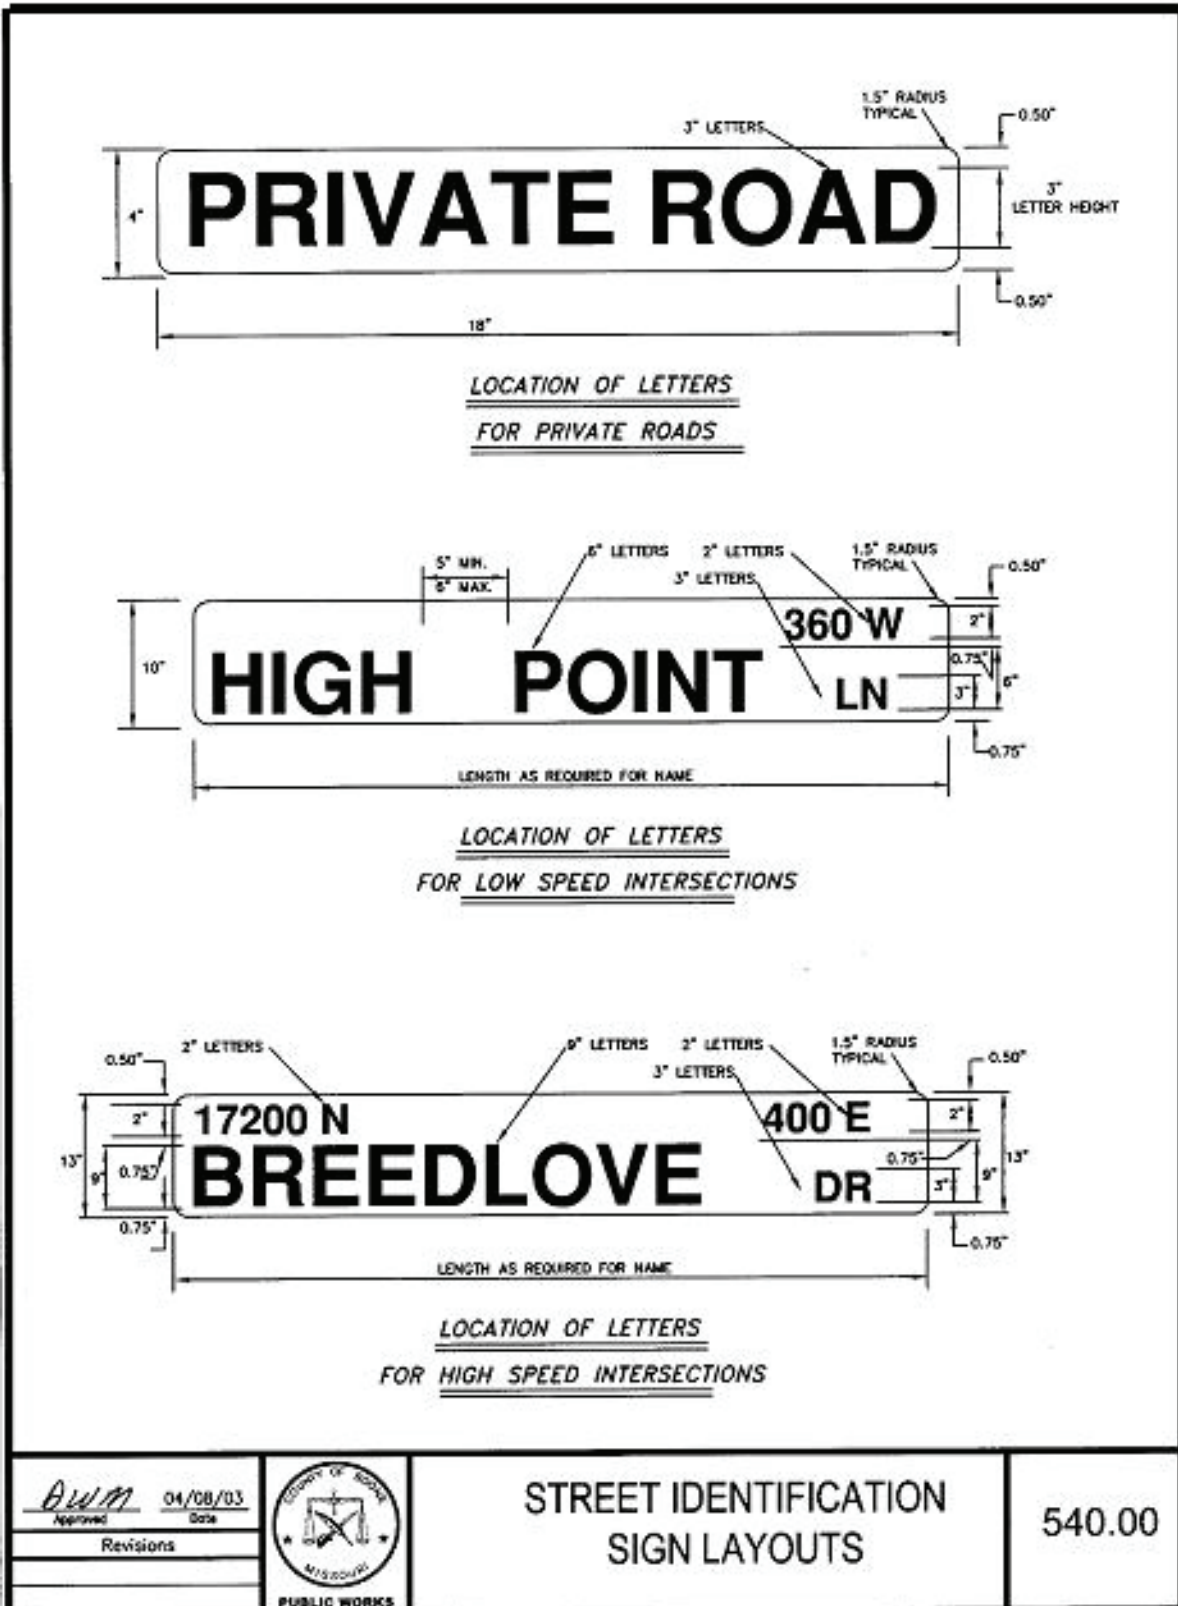 1.5" RADIUS
TYPICAL
0.50"
3" LETTERS
PRIVATE ROAD
4"
3"
LETTER HEIGHT
0.50"
18"
LOCATION OF LETTERS
FOR PRIVATE ROADS
5" MIN.
6" MAX.
6" LETTERS
2" LETTERS
3" LETTERS
1.5" RADIUS
TYPICAL
0.50"
360 W
2"
10"
HIGH POINT
LN
0.75"
3"
6"
0.75"
LENGTH AS REQUIRED FOR NAME
LOCATION OF LETTERS
FOR LOW SPEED INTERSECTIONS
0.50"
2" LETTERS
9" LETTERS
2" LETTERS
3" LETTERS
1.5" RADIUS
TYPICAL
0.50"
2"
17200 N
400 E
2"
13"
9"
0.75"
BREEDLOVE
DR
0.75"
3"
9"
13"
0.75"
0.75"
LENGTH AS REQUIRED FOR NAME
LOCATION OF LETTERS
FOR HIGH SPEED INTERSECTIONS
BWM 04/08/03
Approved Date
Revisions
COUNTY OF BOONE
MISSOURI
PUBLIC WORKS
STREET IDENTIFICATION
SIGN LAYOUTS
540.00